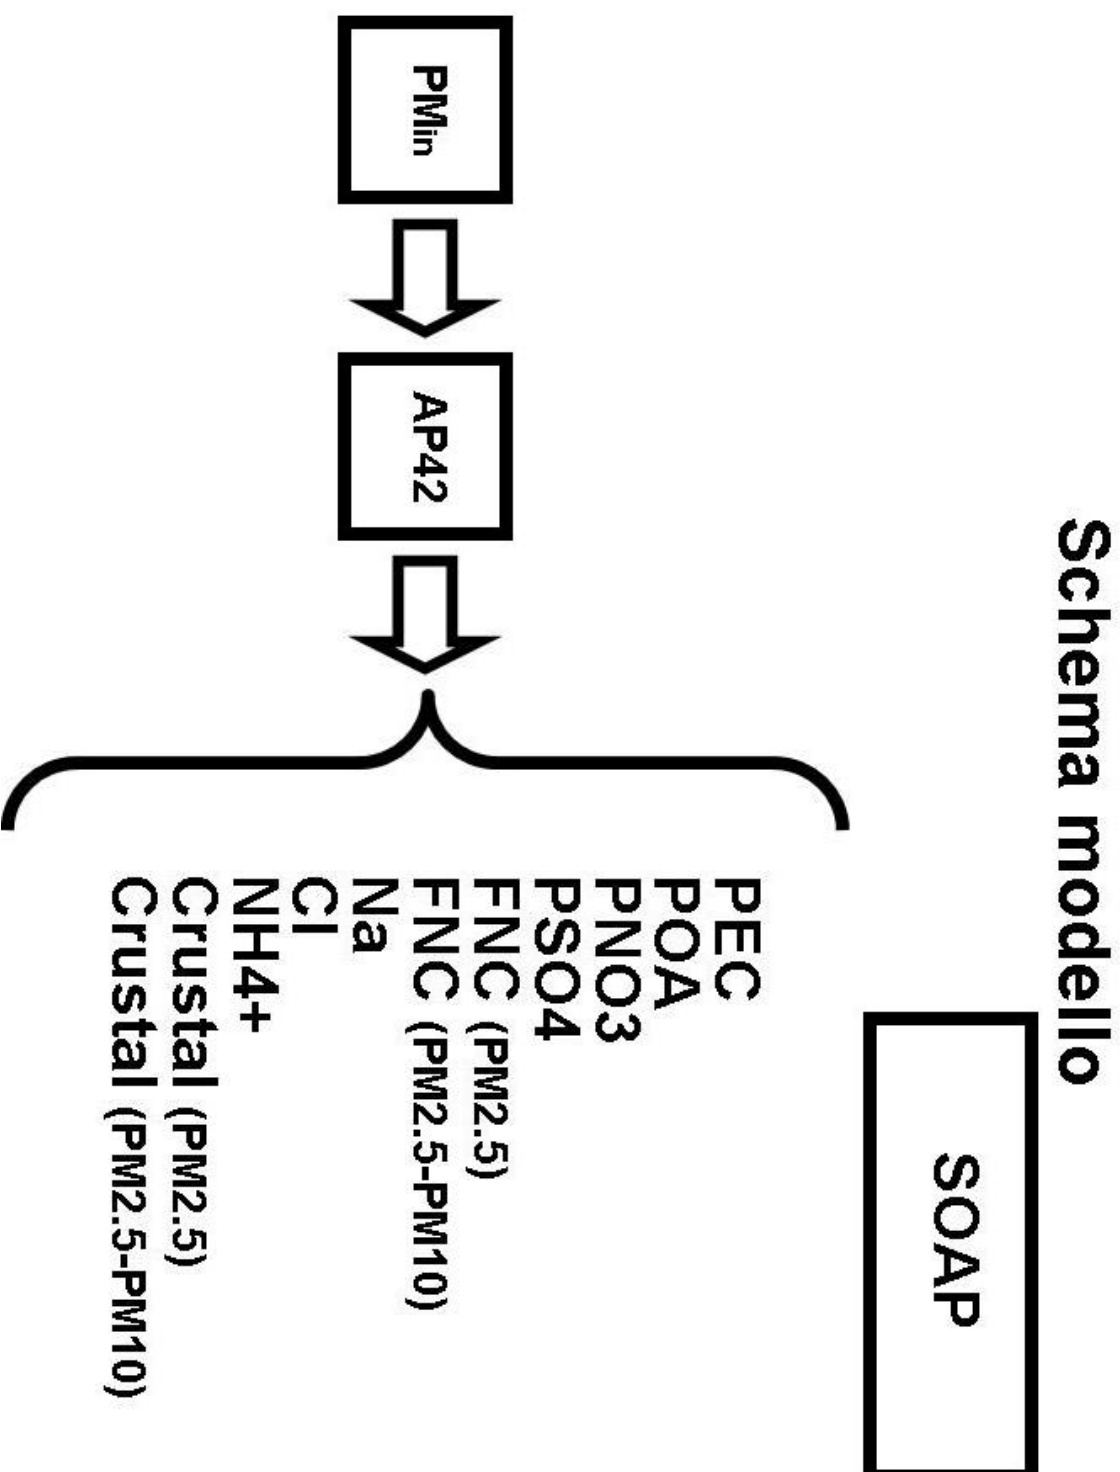 Schema modello
SOAP
PMin
AP42
PEC
POA
PNO3
PSO4
FNC (PM2.5)
FNC (PM2.5-PM10)
Na
Cl
NH4+
Crustal (PM2.5)
Crustal (PM2.5-PM10)